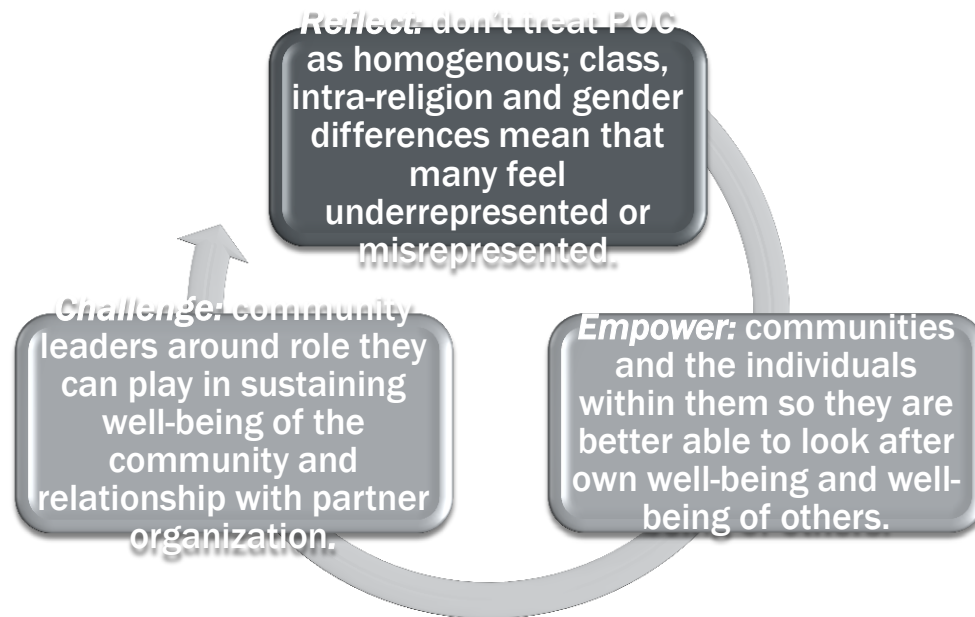 Reflect: don't treat POC
as homogenous; class,
intra-religion and gender
differences mean that
many feel
underrepresented or
misrepresented.
Empower: communities
and the individuals
within them so they are
better able to look after
own well-being and well-
being of others.
Challenge: community
leaders around role they
can play in sustaining
well-being of the
community and
relationship with partner
organization.